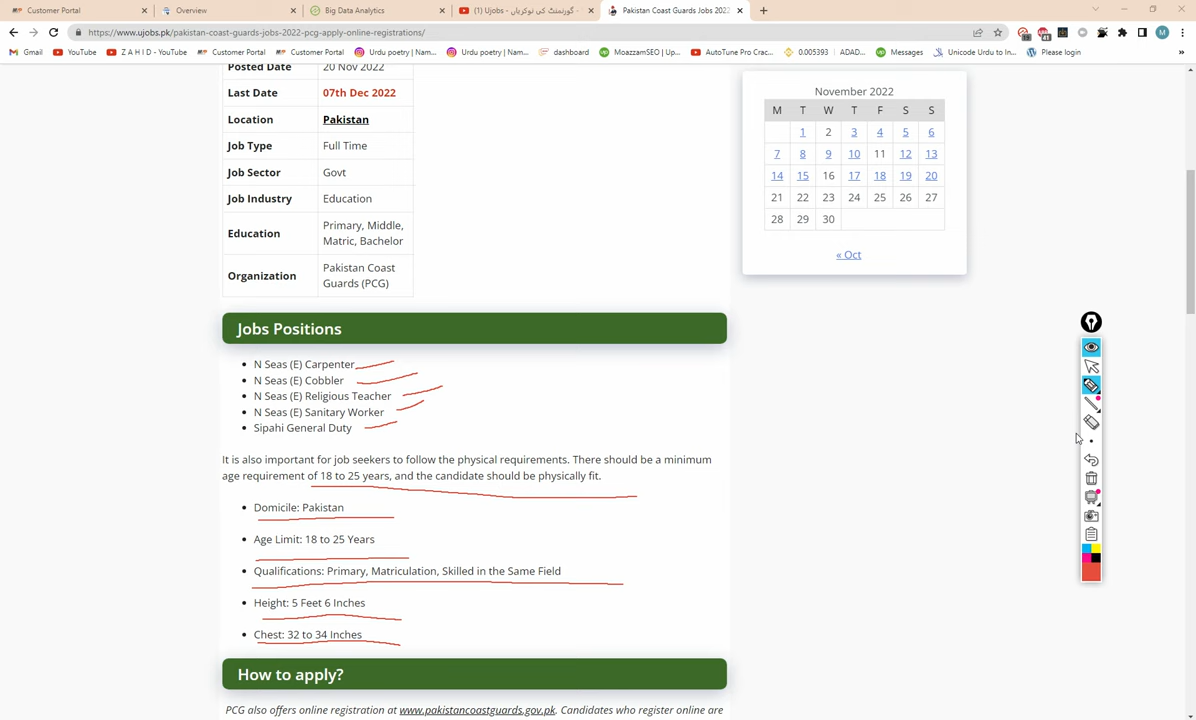 Customer Portal
Overview
Big Data Analytics
(1) Ujobs - گورنمنٹ کی نوکریاں
Pakistan Coast Guards Jobs 2022
https://www.ujobs.pk/pakistan-coast-guards-jobs-2022-pcg-apply-online-registrations/
Gmail
YouTube
Z A H I D - YouTube
Customer Portal
Customer Portal
Urdu poetry | Nam...
Urdu poetry | Nam...
dashboard
MoazzamSEO | Up...
AutoTune Pro Crac...
0.005393 | ADAD...
Messages
Unicode Urdu to In...
Please login
Posted Date 20 Nov 2022
Last Date 07th Dec 2022
Location Pakistan
Job Type Full Time
Job Sector Govt
Job Industry Education
Education Primary, Middle,
Matric, Bachelor
Organization Pakistan Coast
Guards (PCG)
November 2022
M T W T F S S
1 2 3 4 5 6
7 8 9 10 11 12 13
14 15 16 17 18 19 20
21 22 23 24 25 26 27
28 29 30
« Oct
Jobs Positions
N Seas (E) Carpenter
N Seas (E) Cobbler
N Seas (E) Religious Teacher
N Seas (E) Sanitary Worker
Sipahi General Duty
It is also important for job seekers to follow the physical requirements. There should be a minimum
age requirement of 18 to 25 years, and the candidate should be physically fit.
Domicile: Pakistan
Age Limit: 18 to 25 Years
Qualifications: Primary, Matriculation, Skilled in the Same Field
Height: 5 Feet 6 Inches
Chest: 32 to 34 Inches
How to apply?
PCG also offers online registration at www.pakistancoastguards.gov.pk. Candidates who register online are